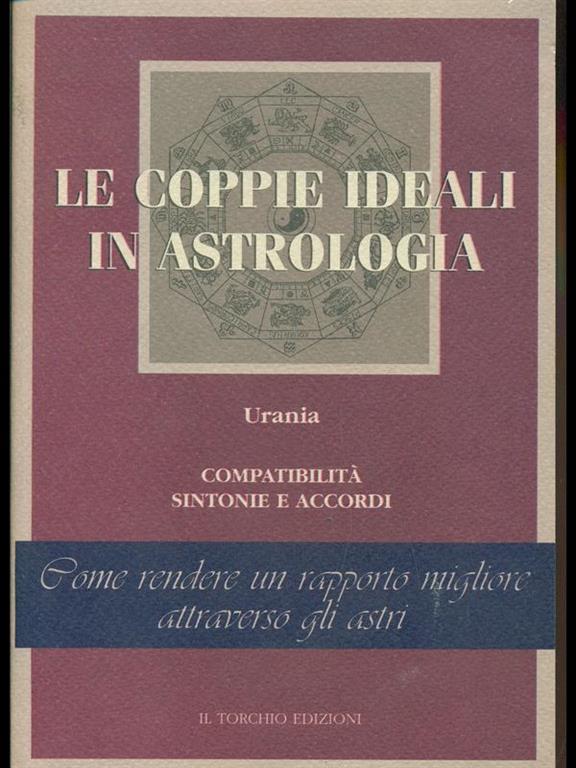 LE COPPIE IDEALI
IN ASTROLOGIA
Urania
COMPATIBILITÀ
SINTONIE E ACCORDI
Come rendere un rapporto migliore
attraverso gli astri
IL TORCHIO EDIZIONI